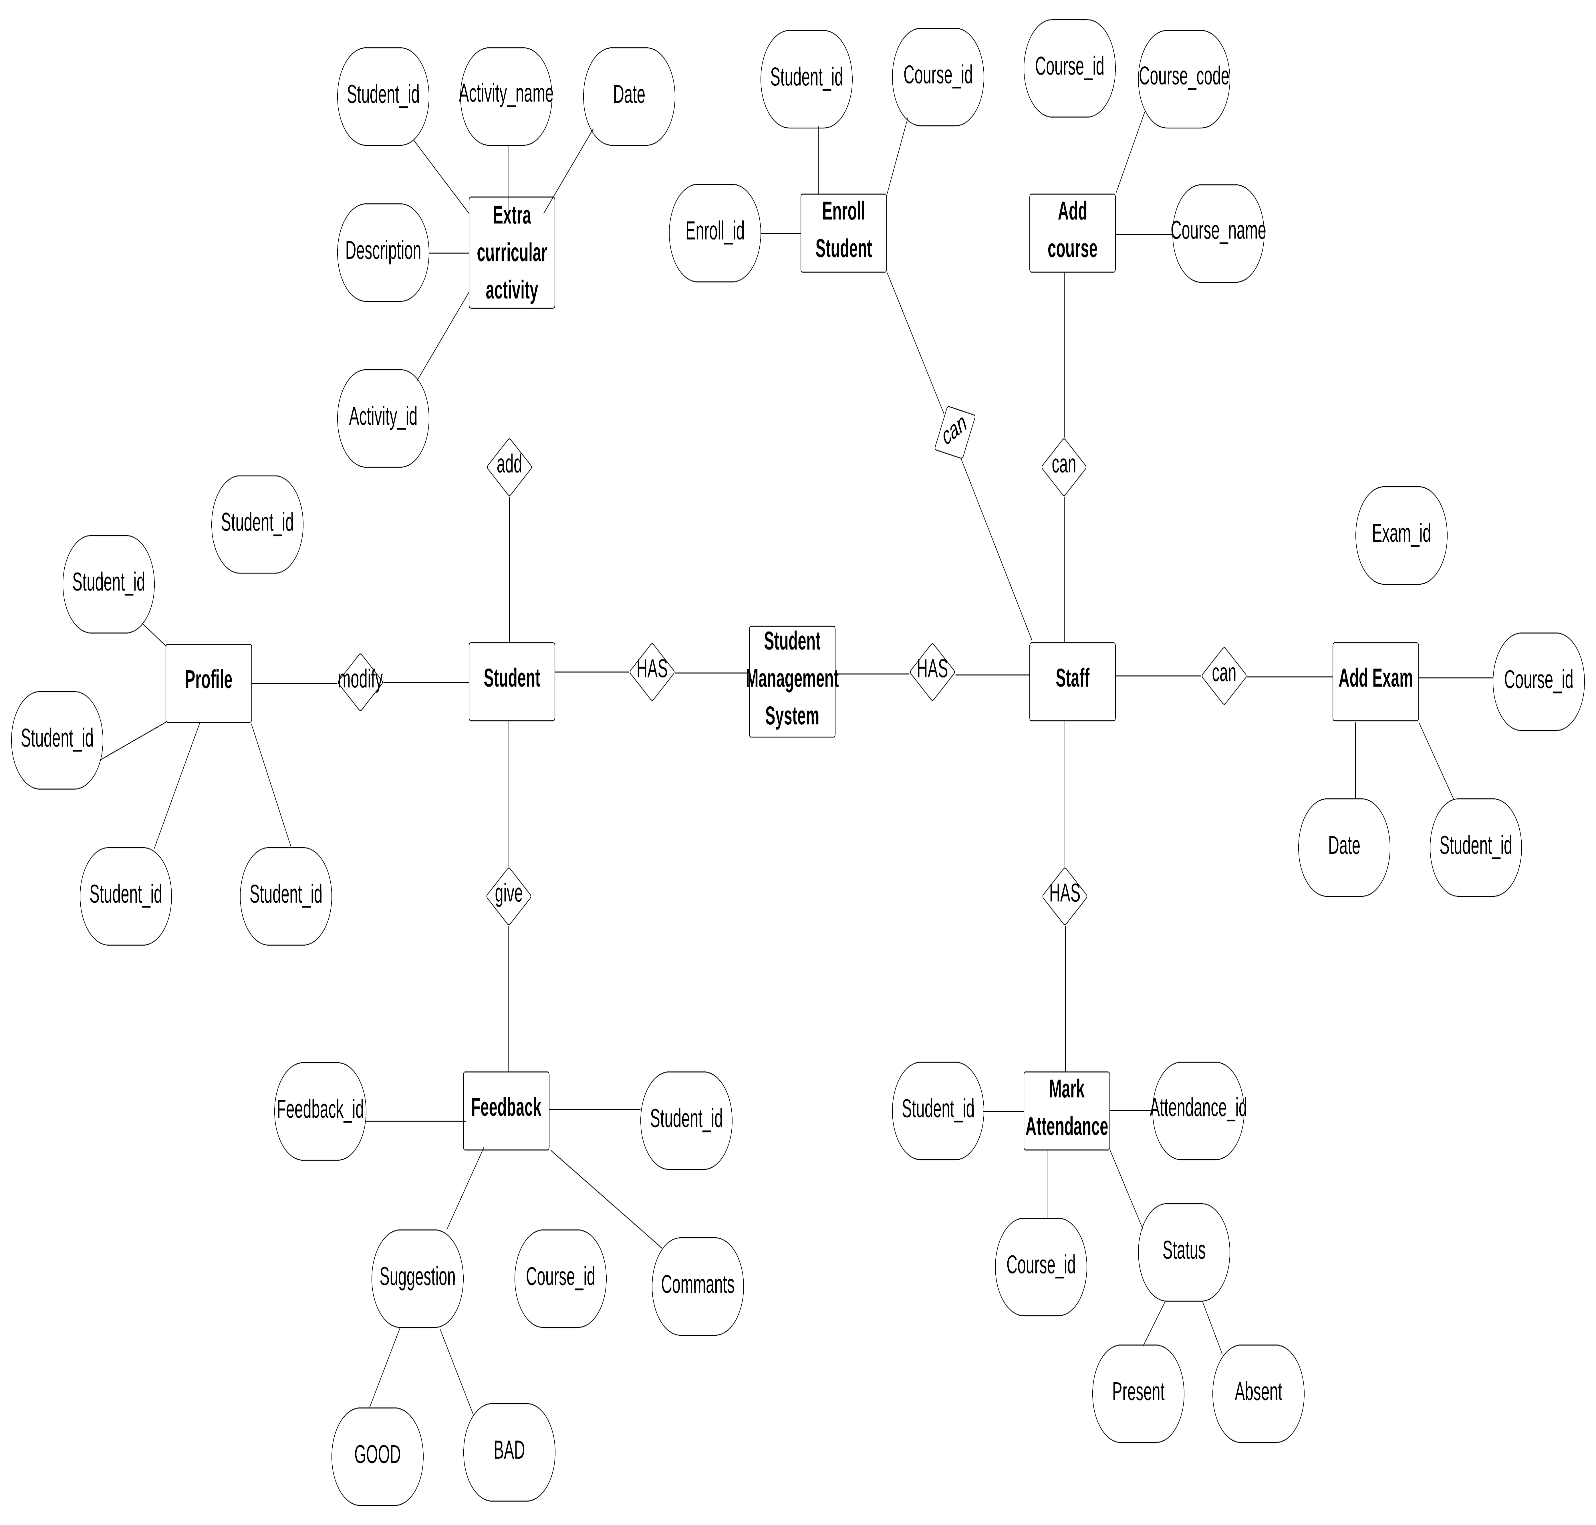 Student_id
Course_id
Course_id
Course_code
Student_id
Activity_name
Date
Enroll
Student
Add
course
Enroll_id
Course_name
Extra
curricular
activity
Description
Activity_id
can
add
can
Student_id
Exam_id
Student_id
Profile
modify
Student
HAS
Student
Management
System
HAS
Staff
can
Add Exam
Course_id
Student_id
Date
Student_id
Student_id
Student_id
give
HAS
Feedback_id
Feedback
Student_id
Student_id
Mark
Attendance
Attendance_id
Suggestion
Course_id
Commants
Course_id
Status
Present
Absent
GOOD
BAD